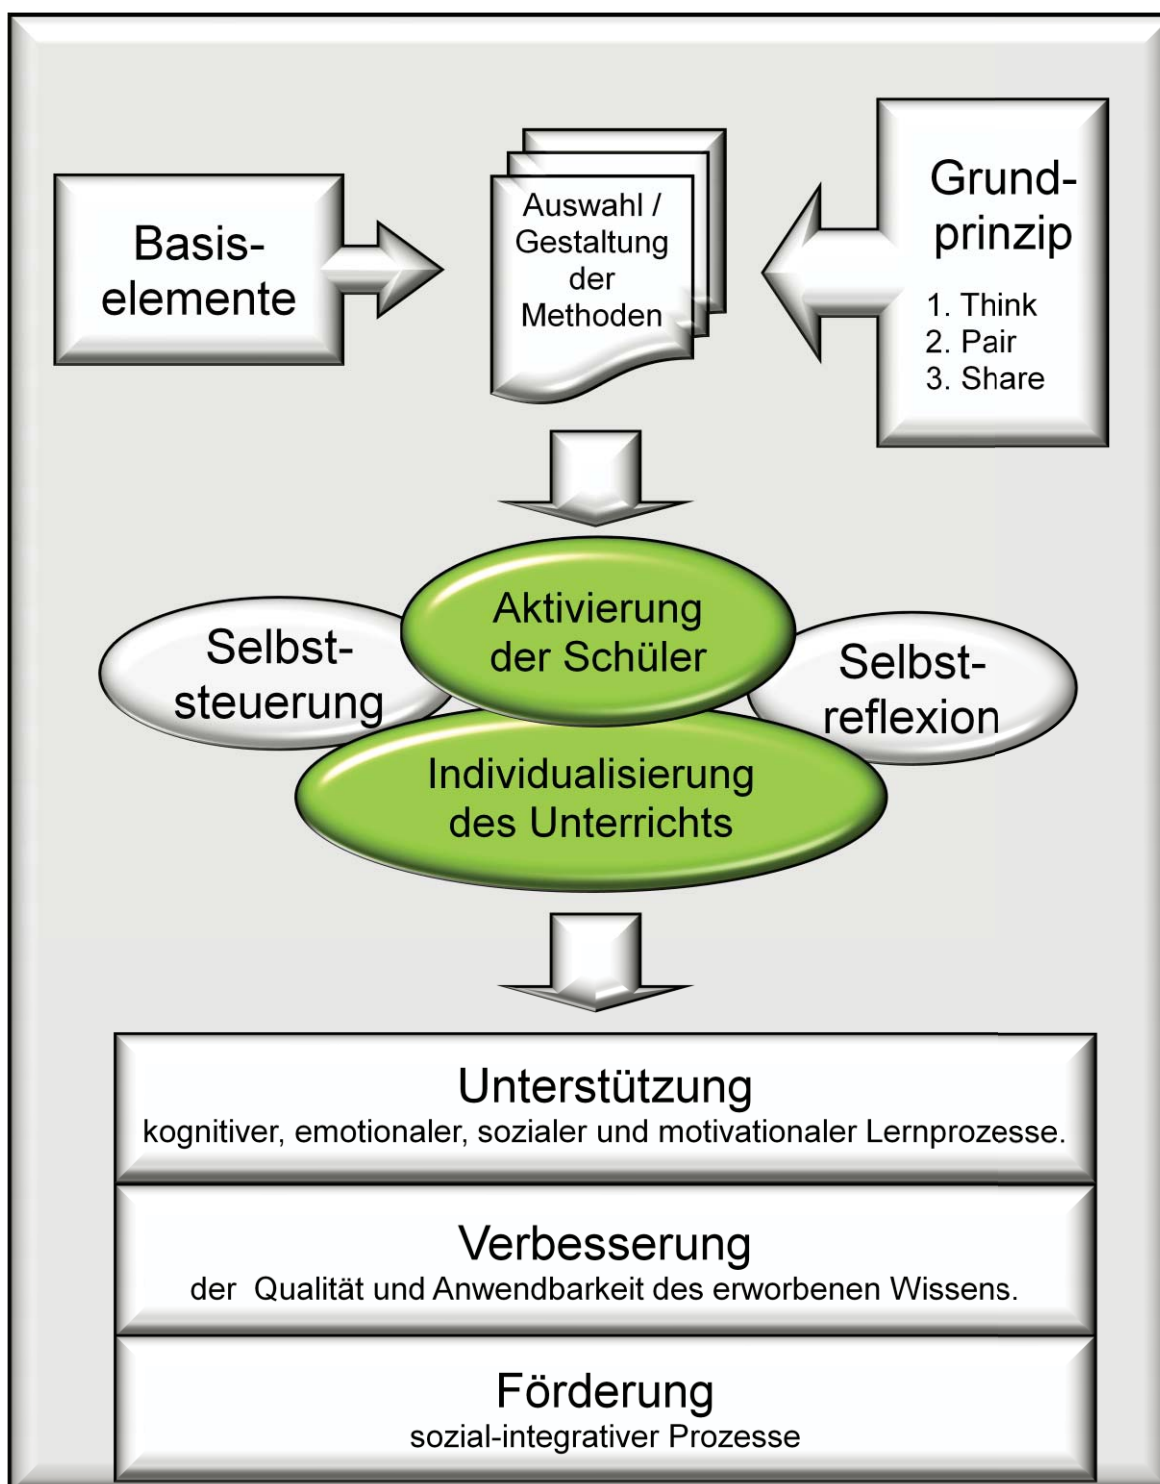 Basis-
elemente
Auswahl /
Gestaltung
der
Methoden
Grund-
prinzip
1. Think
2. Pair
3. Share
Aktivierung
der Schüler
Selbst-
steuerung
Selbst-
reflexion
Individualisierung
des Unterrichts
Unterstützung
kognitiver, emotionaler, sozialer und motivationaler Lernprozesse.
Verbesserung
der Qualität und Anwendbarkeit des erworbenen Wissens.
Förderung
sozial-integrativer Prozesse